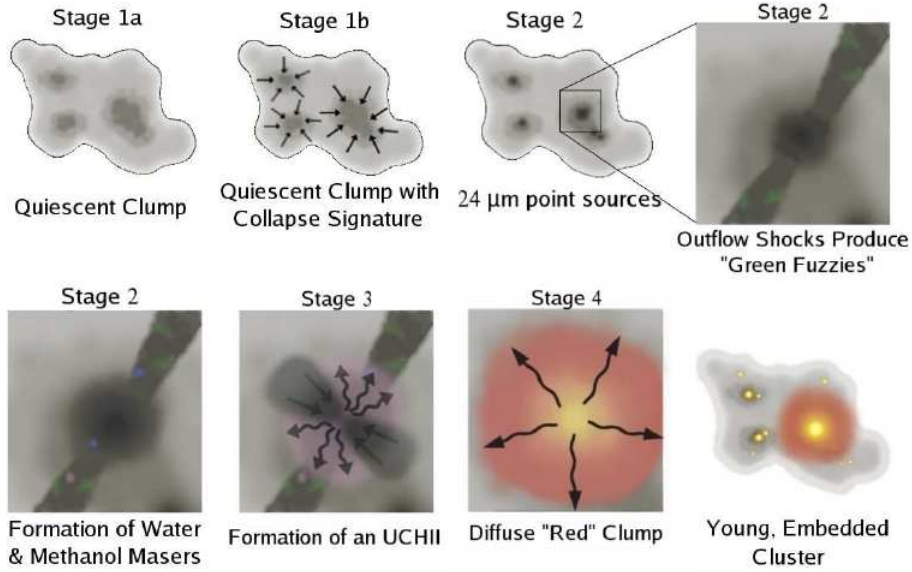 Stage 1a
Stage 1b
Stage 2
Stage 2
Quiescent Clump
Quiescent Clump with
Collapse Signature
24 μm point sources
Outflow Shocks Produce
"Green Fuzzies"
Stage 2
Stage 3
Stage 4
Formation of Water
& Methanol Masers
Formation of an UCHII
Diffuse "Red" Clump
Young, Embedded
Cluster